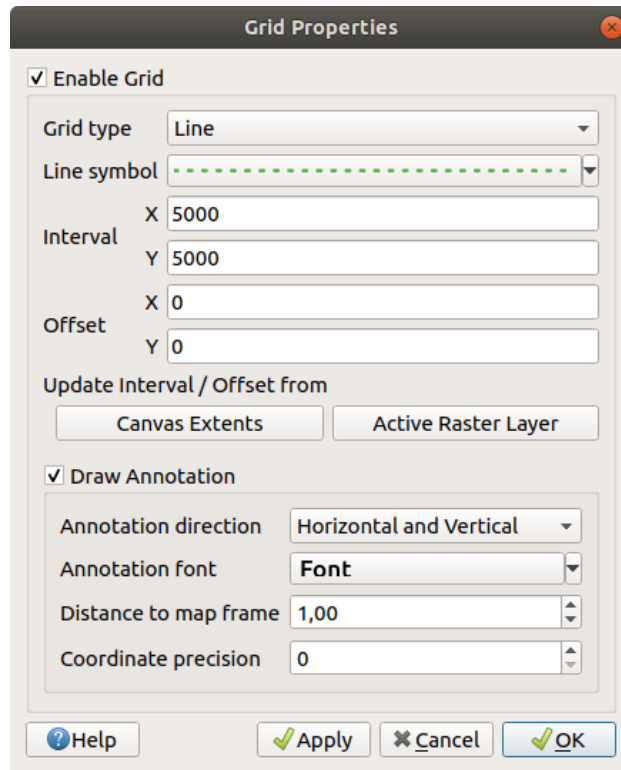 Grid Properties
Enable Grid
Grid type Line
Line symbol
Interval
X 5000
Y 5000
Offset
X 0
Y 0
Update Interval / Offset from
Canvas Extents Active Raster Layer
Draw Annotation
Annotation direction Horizontal and Vertical
Annotation font Font
Distance to map frame 1,00
Coordinate precision 0
Help Apply Cancel OK